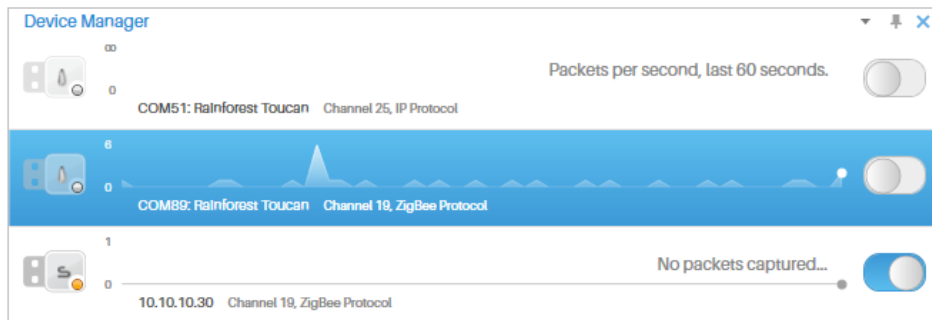 Device Manager
∞
Packets per second, last 60 seconds.
0
COM51: Rainforest Toucan Channel 25, IP Protocol
6
0
COM89: Rainforest Toucan Channel 19, ZigBee Protocol
1
No packets captured...
0
10.10.10.30 Channel 19, ZigBee Protocol